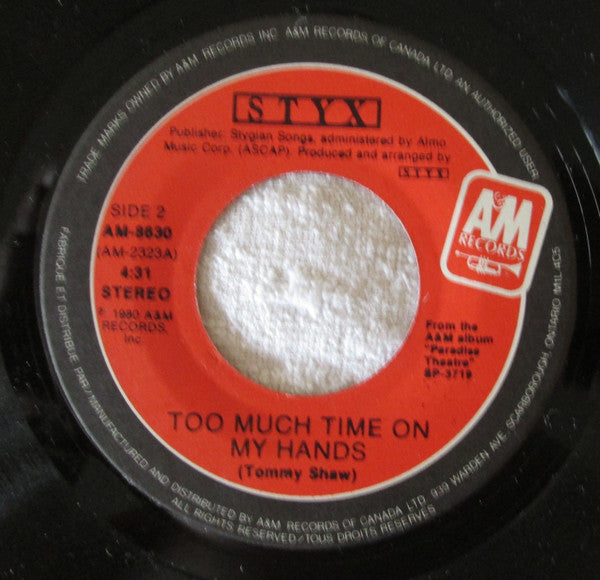 TRADE MARKS OWNED BY A&M RECORDS INC. A&M RECORDS OF CANADA LTD. AN AUTHORIZED USER.
STYX
Publisher: Stygian Songs, administered by Almo
Music Corp. (ASCAP). Produced and arranged by
STYX
SIDE 2
AM-8630
(AM-2323A)
4:31
STEREO
℗ 1980 A&M
RECORDS,
Inc
A&M
RECORDS
From the
A&M album
"Paradise
Theatre"
SP-3719
TOO MUCH TIME ON
MY HANDS
(Tommy Shaw)
FABRIQUE ET DISTRIBUE PAR/MANUFACTURED AND DISTRIBUTED BY A&M RECORDS OF CANADA LTD. 939 WARDEN AVE. SCARBOROUGH, ONTARIO M1L 4C5
ALL RIGHTS RESERVED/TOUS DROITS RESERVES